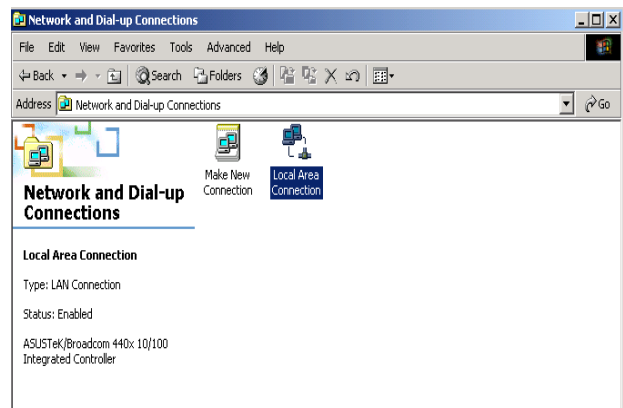 Network and Dial-up Connections
File Edit View Favorites Tools Advanced Help
Back Search Folders
Address Network and Dial-up Connections Go
Make New
Connection
Local Area
Connection
Network and Dial-up
Connections
Local Area Connection
Type: LAN Connection
Status: Enabled
ASUSTeK/Broadcom 440x 10/100
Integrated Controller